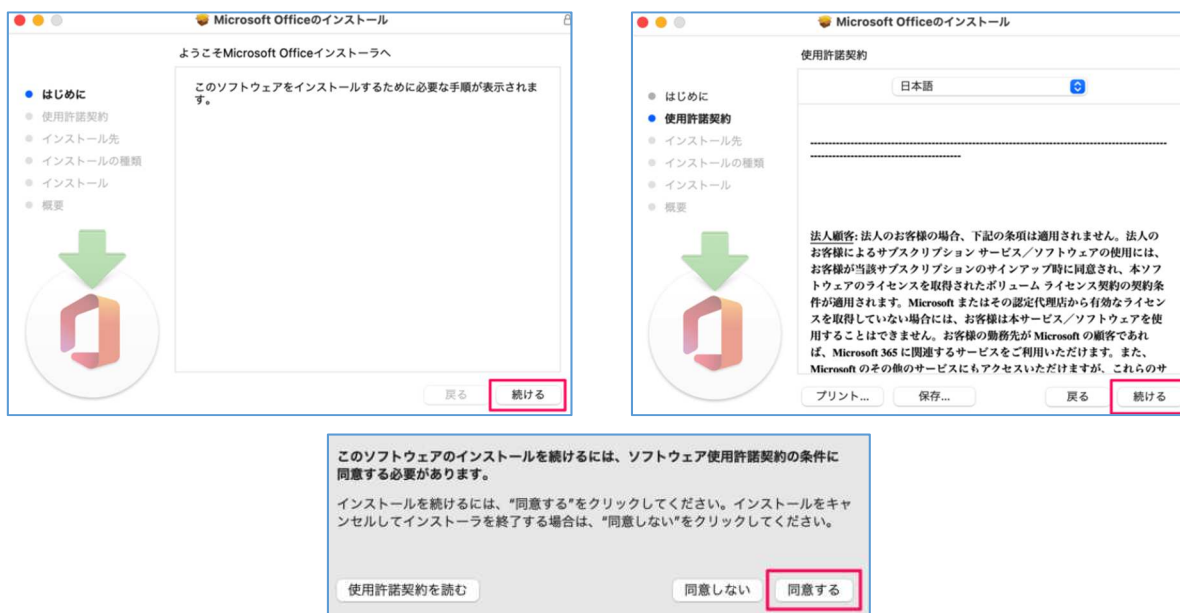 Microsoft Officeのインストール
ようこそMicrosoft Officeインストーラへ
はじめに
使用許諾契約
インストール先
インストールの種類
インストール
概要
このソフトウェアをインストールするために必要な手順が表示されま
す。
戻る
続ける
Microsoft Officeのインストール
使用許諾契約
はじめに
使用許諾契約
インストール先
インストールの種類
インストール
概要
日本語
法人顧客: 法人のお客様の場合、下記の条項は適用されません。法人の
お客様によるサブスクリプション サービス／ソフトウェアの使用には、
お客様が当該サブスクリプションのサインアップ時に同意され、本ソフ
トウェアのライセンスを取得されたボリューム ライセンス契約の契約条
件が適用されます。Microsoft またはその認定代理店から有効なライセン
スを取得していない場合には、お客様は本サービス／ソフトウェアを使
用することはできません。お客様の勤務先が Microsoft の顧客であれ
ば、Microsoft 365 に関連するサービスをご利用いただけます。また、
Microsoft のその他のサービスにもアクセスいただけますが、これらのサ
プリント...
保存...
戻る
続ける
このソフトウェアのインストールを続けるには、ソフトウェア使用許諾契約の条件に
同意する必要があります。
インストールを続けるには、“同意する”をクリックしてください。インストールをキャ
ンセルしてインストーラを終了する場合は、“同意しない”をクリックしてください。
使用許諾契約を読む
同意しない
同意する